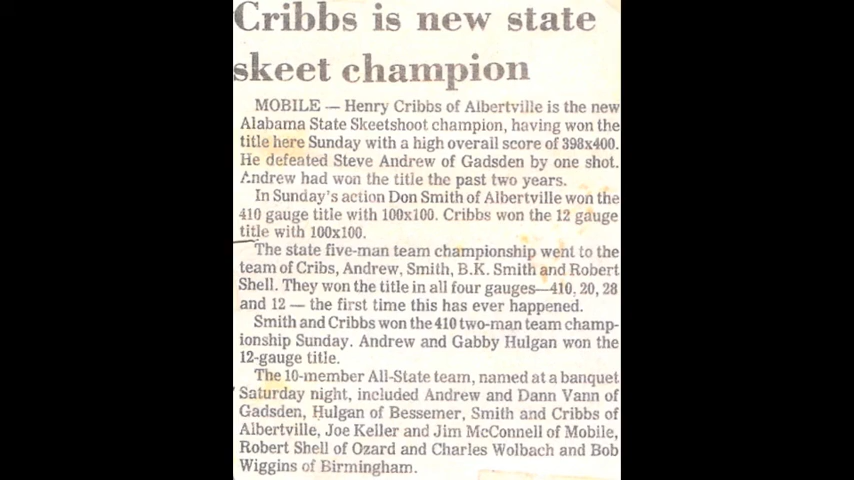 Cribbs is new state
skeet champion
MOBILE — Henry Cribbs of Albertville is the new
Alabama State Skeetshoot champion, having won the
title here Sunday with a high overall score of 398x400.
He defeated Steve Andrew of Gadsden by one shot.
Andrew had won the title the past two years.
In Sunday's action Don Smith of Albertville won the
410 gauge title with 100x100. Cribbs won the 12 gauge
title with 100x100.
The state five-man team championship went to the
team of Cribs, Andrew, Smith, B.K. Smith and Robert
Shell. They won the title in all four gauges—410, 20, 28
and 12 — the first time this has ever happened.
Smith and Cribbs won the 410 two-man team champ-
ionship Sunday. Andrew and Gabby Hulgan won the
12-gauge title.
The 10-member All-State team, named at a banquet
Saturday night, included Andrew and Dann Vann of
Gadsden, Hulgan of Bessemer, Smith and Cribbs of
Albertville, Joe Keller and Jim McConnell of Mobile,
Robert Shell of Ozard and Charles Wolbach and Bob
Wiggins of Birmingham.